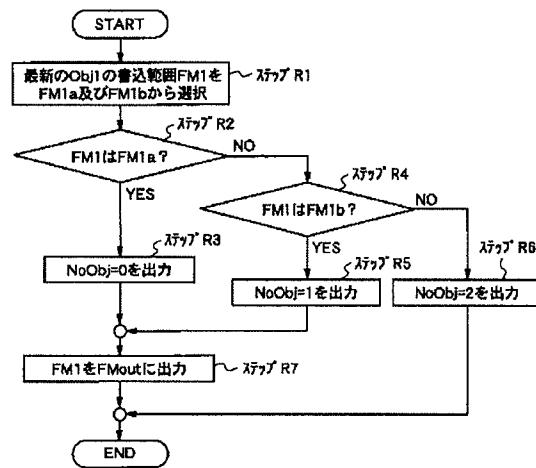 START
最新のObj1の書込範囲FM1を
FM1a及びFM1bから選択
ｽﾃｯﾌﾟ R1
ｽﾃｯﾌﾟ R2
FM1はFM1a？
NO
YES
ｽﾃｯﾌﾟ R4
FM1はFM1b？
NO
YES
ｽﾃｯﾌﾟ R3
NoObj=0を出力
ｽﾃｯﾌﾟ R5
NoObj=1を出力
ｽﾃｯﾌﾟ R6
NoObj=2を出力
FM1をFMoutに出力
ｽﾃｯﾌﾟ R7
END